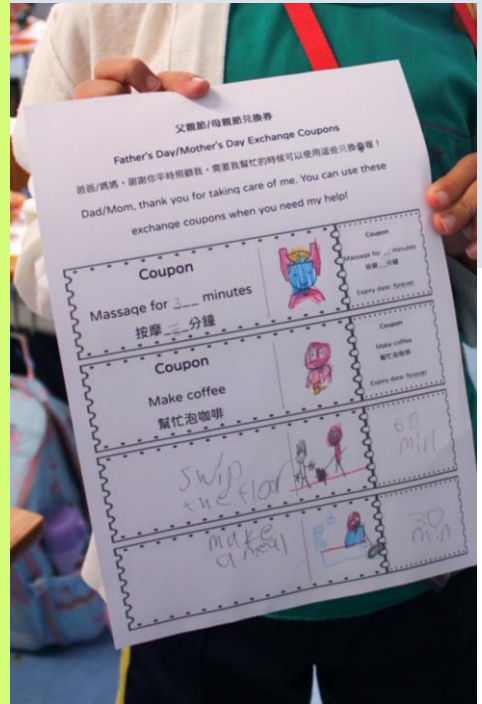 父親節/母親節兌換券
Father's Day/Mother's Day Exchange Coupons
爸爸/媽媽，謝謝你平時照顧我，需要我幫忙的時候可以使用這些兌換券喔！
Dad/Mom, thank you for taking care of me. You can use these
exchange coupons when you need my help!
Coupon
Massage for 3 minutes
按摩三分鐘
Coupon
Massage for __ minutes
按摩__分鐘
Expiry date: forever
Coupon
Make coffee
幫忙泡咖啡
Coupon
Make coffee
幫忙泡咖啡
Expiry date: forever
swip
the flor
60
min
make
a meal
30
min